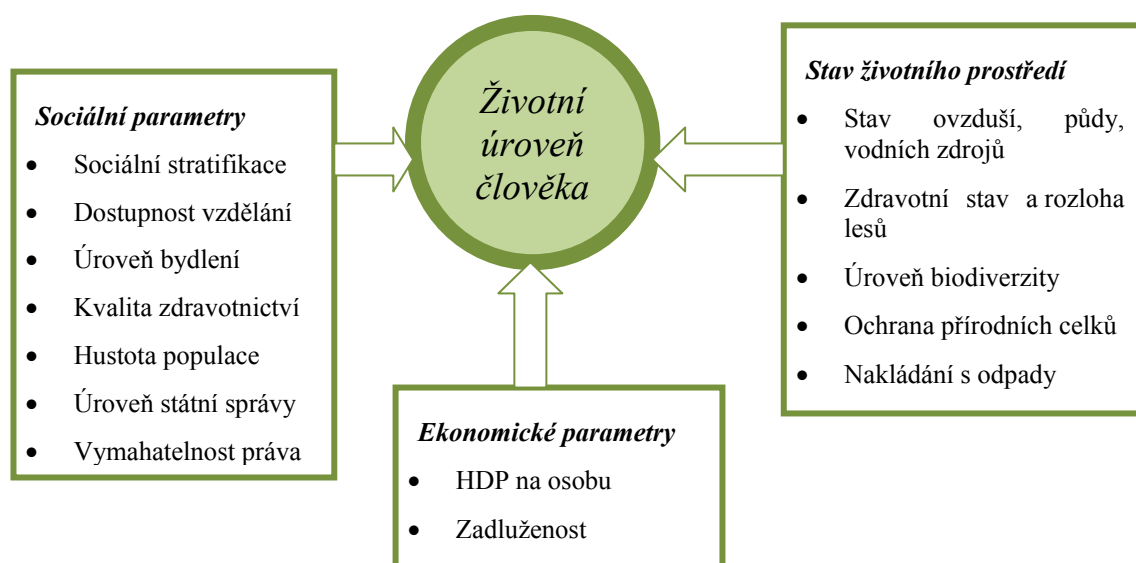 Životní
úroveň
člověka
Sociální parametry
• Sociální stratifikace
• Dostupnost vzdělání
• Úroveň bydlení
• Kvalita zdravotnictví
• Hustota populace
• Úroveň státní správy
• Vymahatelnost práva
Stav životního prostředí
• Stav ovzduší, půdy,
vodních zdrojů
• Zdravotní stav a rozloha
lesů
• Úroveň biodiverzity
• Ochrana přírodních celků
• Nakládání s odpady
Ekonomické parametry
• HDP na osobu
• Zadluženost